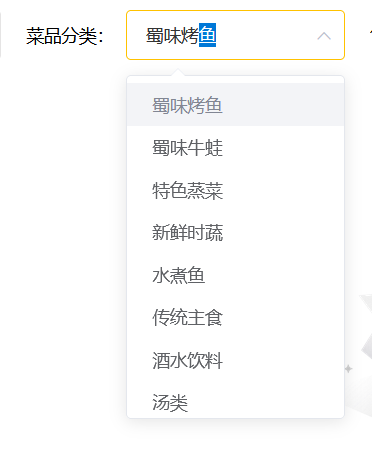 菜品分类： 蜀味烤鱼
蜀味烤鱼
蜀味牛蛙
特色蒸菜
新鲜时蔬
水煮鱼
传统主食
酒水饮料
汤类